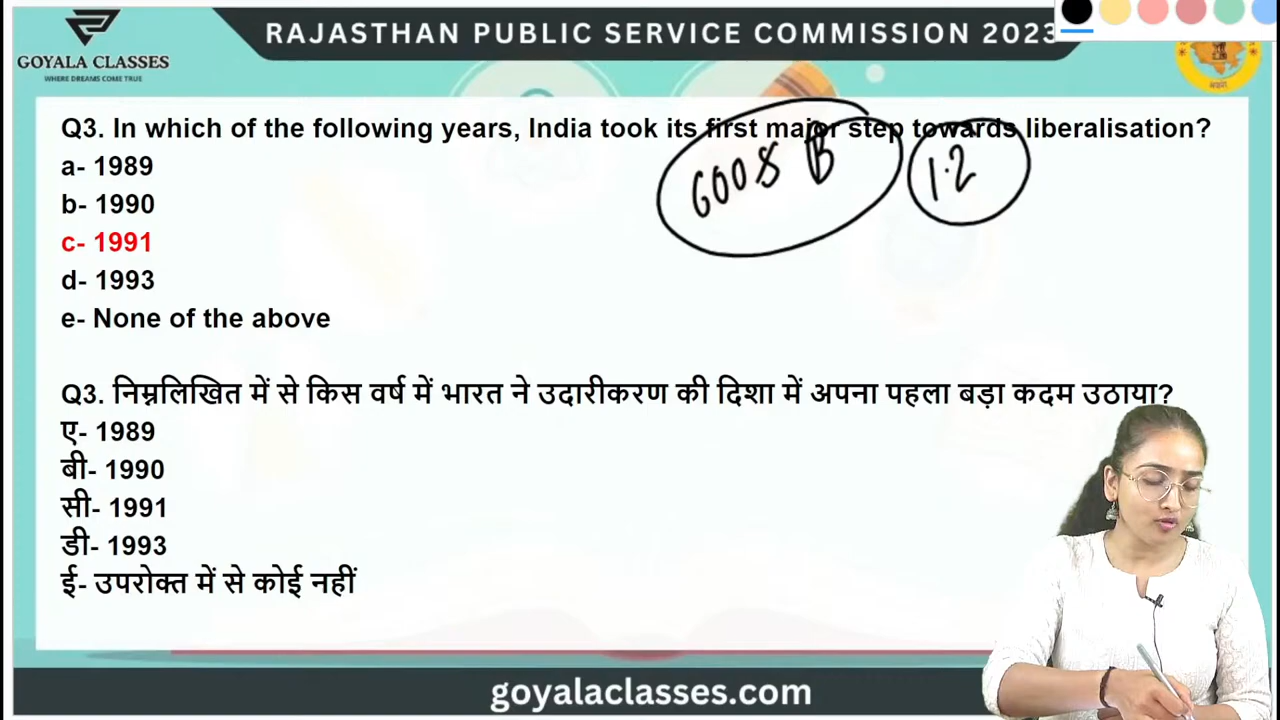 GOYALA CLASSES
WHERE DREAMS COME TRUE
RAJASTHAN PUBLIC SERVICE COMMISSION 2023
Q3. In which of the following years, India took its first major step towards liberalisation?
600$ B
1.2
a- 1989
b- 1990
c- 1991
d- 1993
e- None of the above
Q3. निम्नलिखित में से किस वर्ष में भारत ने उदारीकरण की दिशा में अपना पहला बड़ा कदम उठाया?
ए- 1989
बी- 1990
सी- 1991
डी- 1993
ई- उपरोक्त में से कोई नहीं
goyalaclasses.com